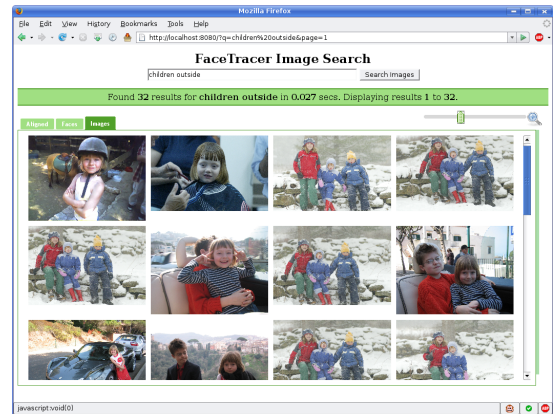 Mozilla Firefox
File Edit View History Bookmarks Tools Help
http://localhost:8080/?q=children%20outside&page=1
FaceTracer Image Search
children outside Search Images
Found 32 results for children outside in 0.027 secs. Displaying results 1 to 32.
Aligned Faces Images
javascript:void(0)